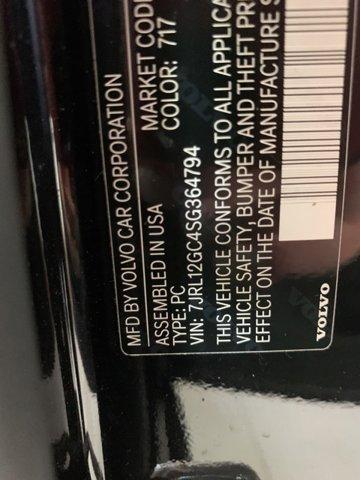 MFD BY VOLVO CAR CORPORATION
ASSEMBLED IN USA
MARKET COD
TYPE: PC
COLOR: 717
VIN: 7JRL12GC4SG364794
THIS VEHICLE CONFORMS TO ALL APPLICA
VEHICLE SAFETY, BUMPER AND THEFT PR
EFFECT ON THE DATE OF MANUFACTURE S
VOLVO